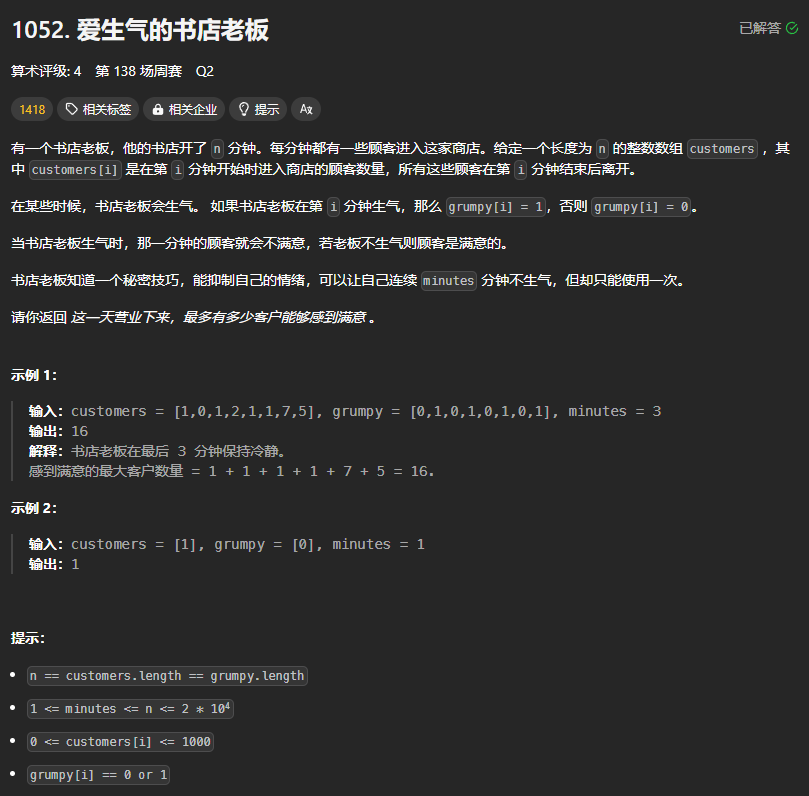 1052. 爱生气的书店老板
已解答
算术评级: 4 第 138 场周赛 Q2
1418 相关标签 相关企业 提示
有一个书店老板，他的书店开了 n 分钟。每分钟都有一些顾客进入这家商店。给定一个长度为 n 的整数数组 customers ，其
中 customers[i] 是在第 i 分钟开始时进入商店的顾客数量，所有这些顾客在第 i 分钟结束后离开。
在某些时候，书店老板会生气。 如果书店老板在第 i 分钟生气，那么 grumpy[i] = 1，否则 grumpy[i] = 0。
当书店老板生气时，那一分钟的顾客就会不满意，若老板不生气则顾客是满意的。
书店老板知道一个秘密技巧，能抑制自己的情绪，可以让自己连续 minutes 分钟不生气，但却只能使用一次。
请你返回 这一天营业下来，最多有多少客户能够感到满意 。
示例 1：
输入：customers = [1,0,1,2,1,1,7,5], grumpy = [0,1,0,1,0,1,0,1], minutes = 3
输出：16
解释：书店老板在最后 3 分钟保持冷静。
感到满意的最大客户数量 = 1 + 1 + 1 + 1 + 7 + 5 = 16.
示例 2：
输入：customers = [1], grumpy = [0], minutes = 1
输出：1
提示：
n == customers.length == grumpy.length
1 <= minutes <= n <= 2 * 10⁴
0 <= customers[i] <= 1000
grumpy[i] == 0 or 1